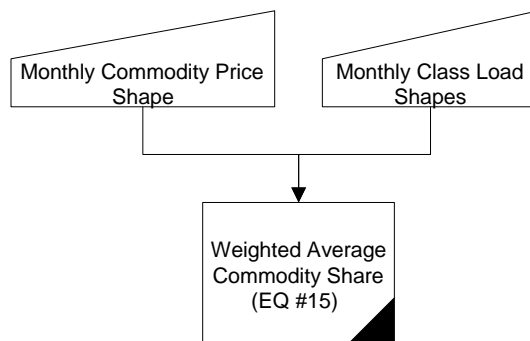 Monthly Commodity Price
Shape
Monthly Class Load
Shapes
Weighted Average
Commodity Share
(EQ #15)